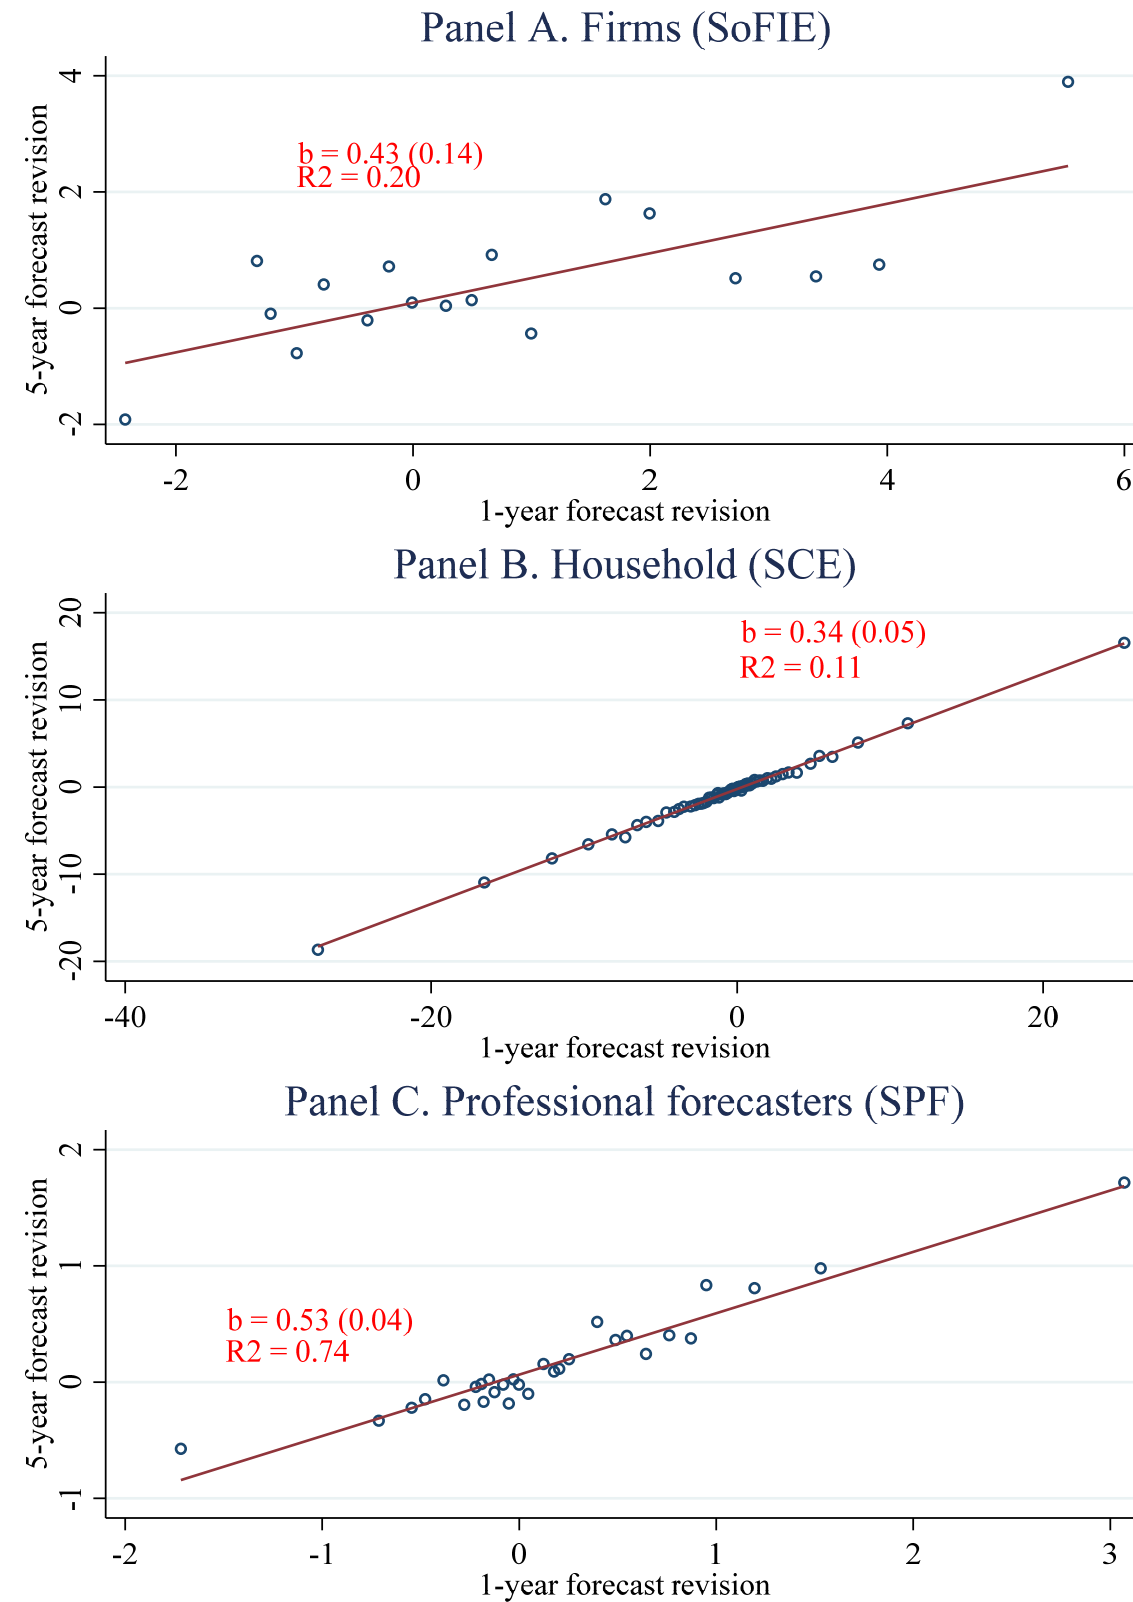 Panel A. Firms (SoFIE)
5-year forecast revision
4
2
0
-2
b = 0.43 (0.14)
R2 = 0.20
-2 0 2 4 6
1-year forecast revision
Panel B. Household (SCE)
5-year forecast revision
20
10
0
-10
-20
b = 0.34 (0.05)
R2 = 0.11
-40 -20 0 20
1-year forecast revision
Panel C. Professional forecasters (SPF)
5-year forecast revision
2
1
0
-1
b = 0.53 (0.04)
R2 = 0.74
-2 -1 0 1 2 3
1-year forecast revision